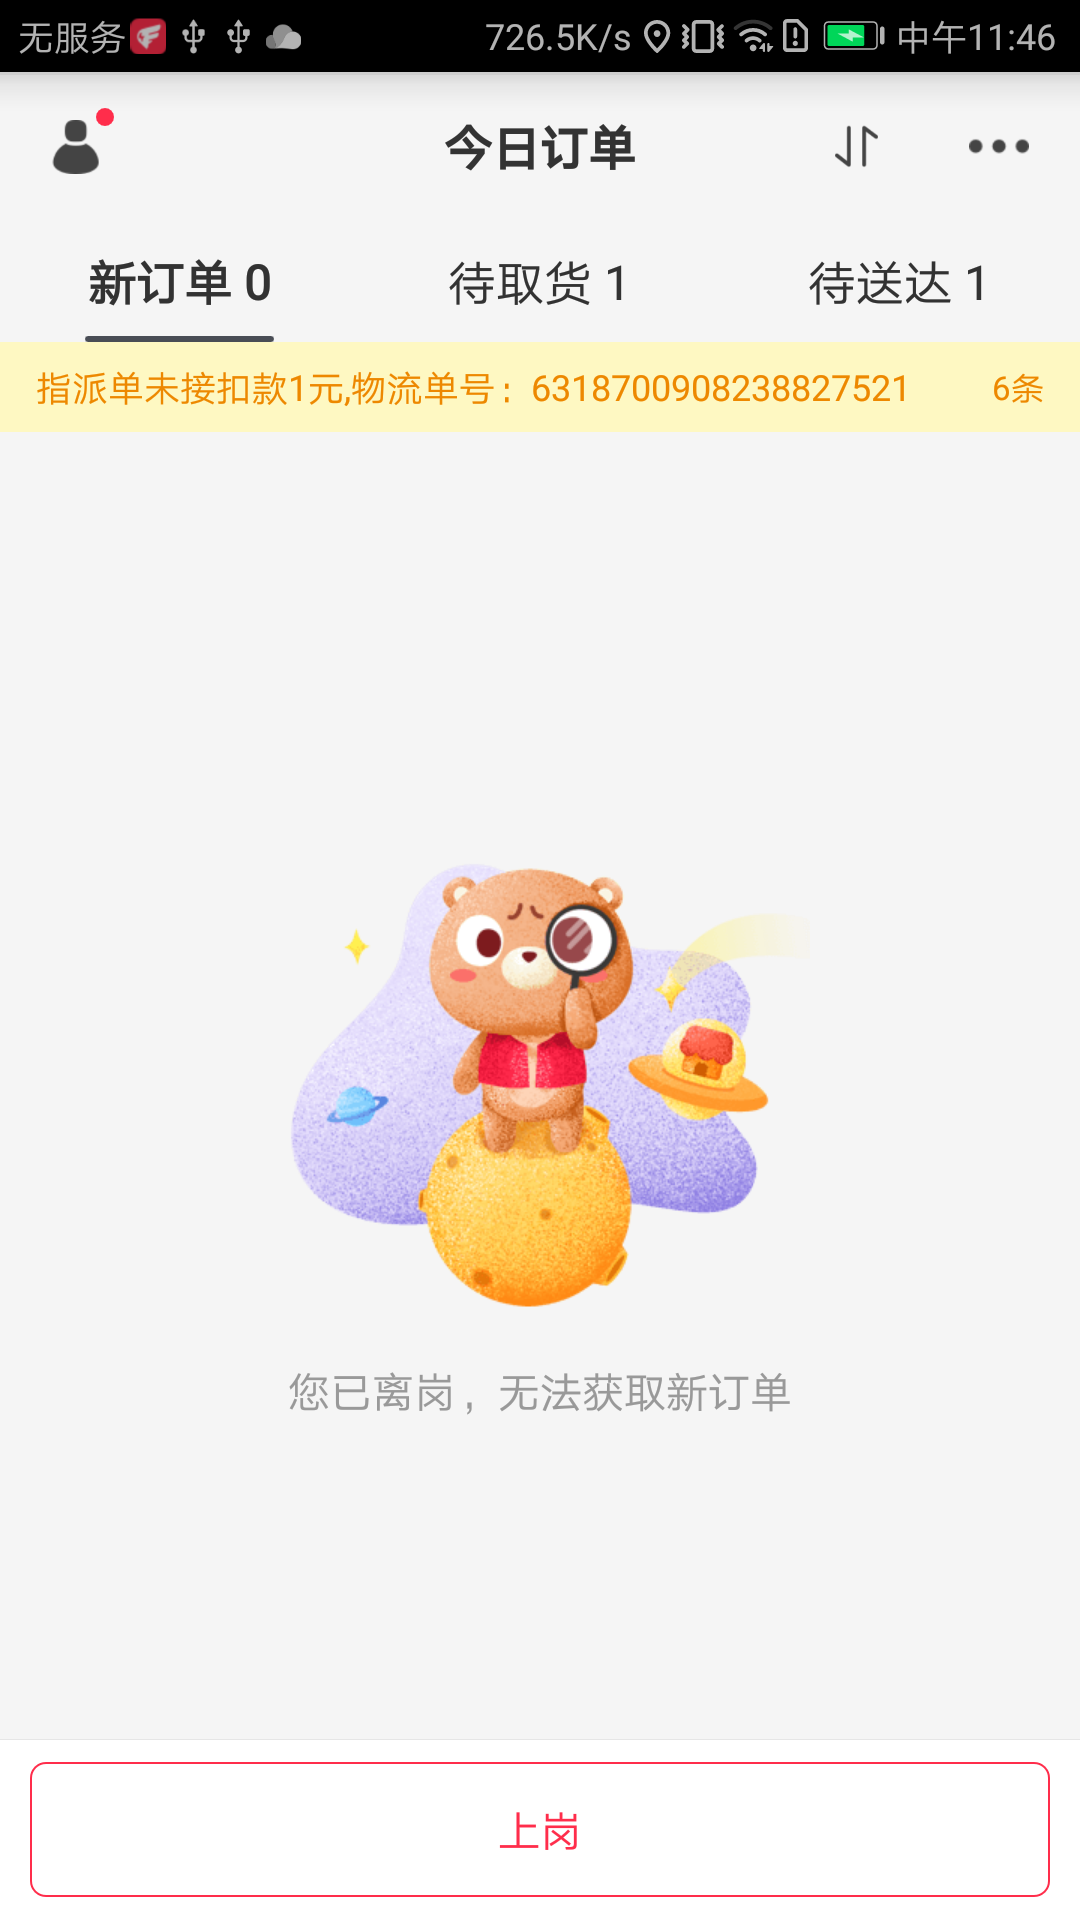 无服务 726.5K/s 中午11:46
今日订单
新订单 0 待取货 1 待送达 1
指派单未接扣款1元,物流单号：6318700908238827521 6条
您已离岗，无法获取新订单
上岗